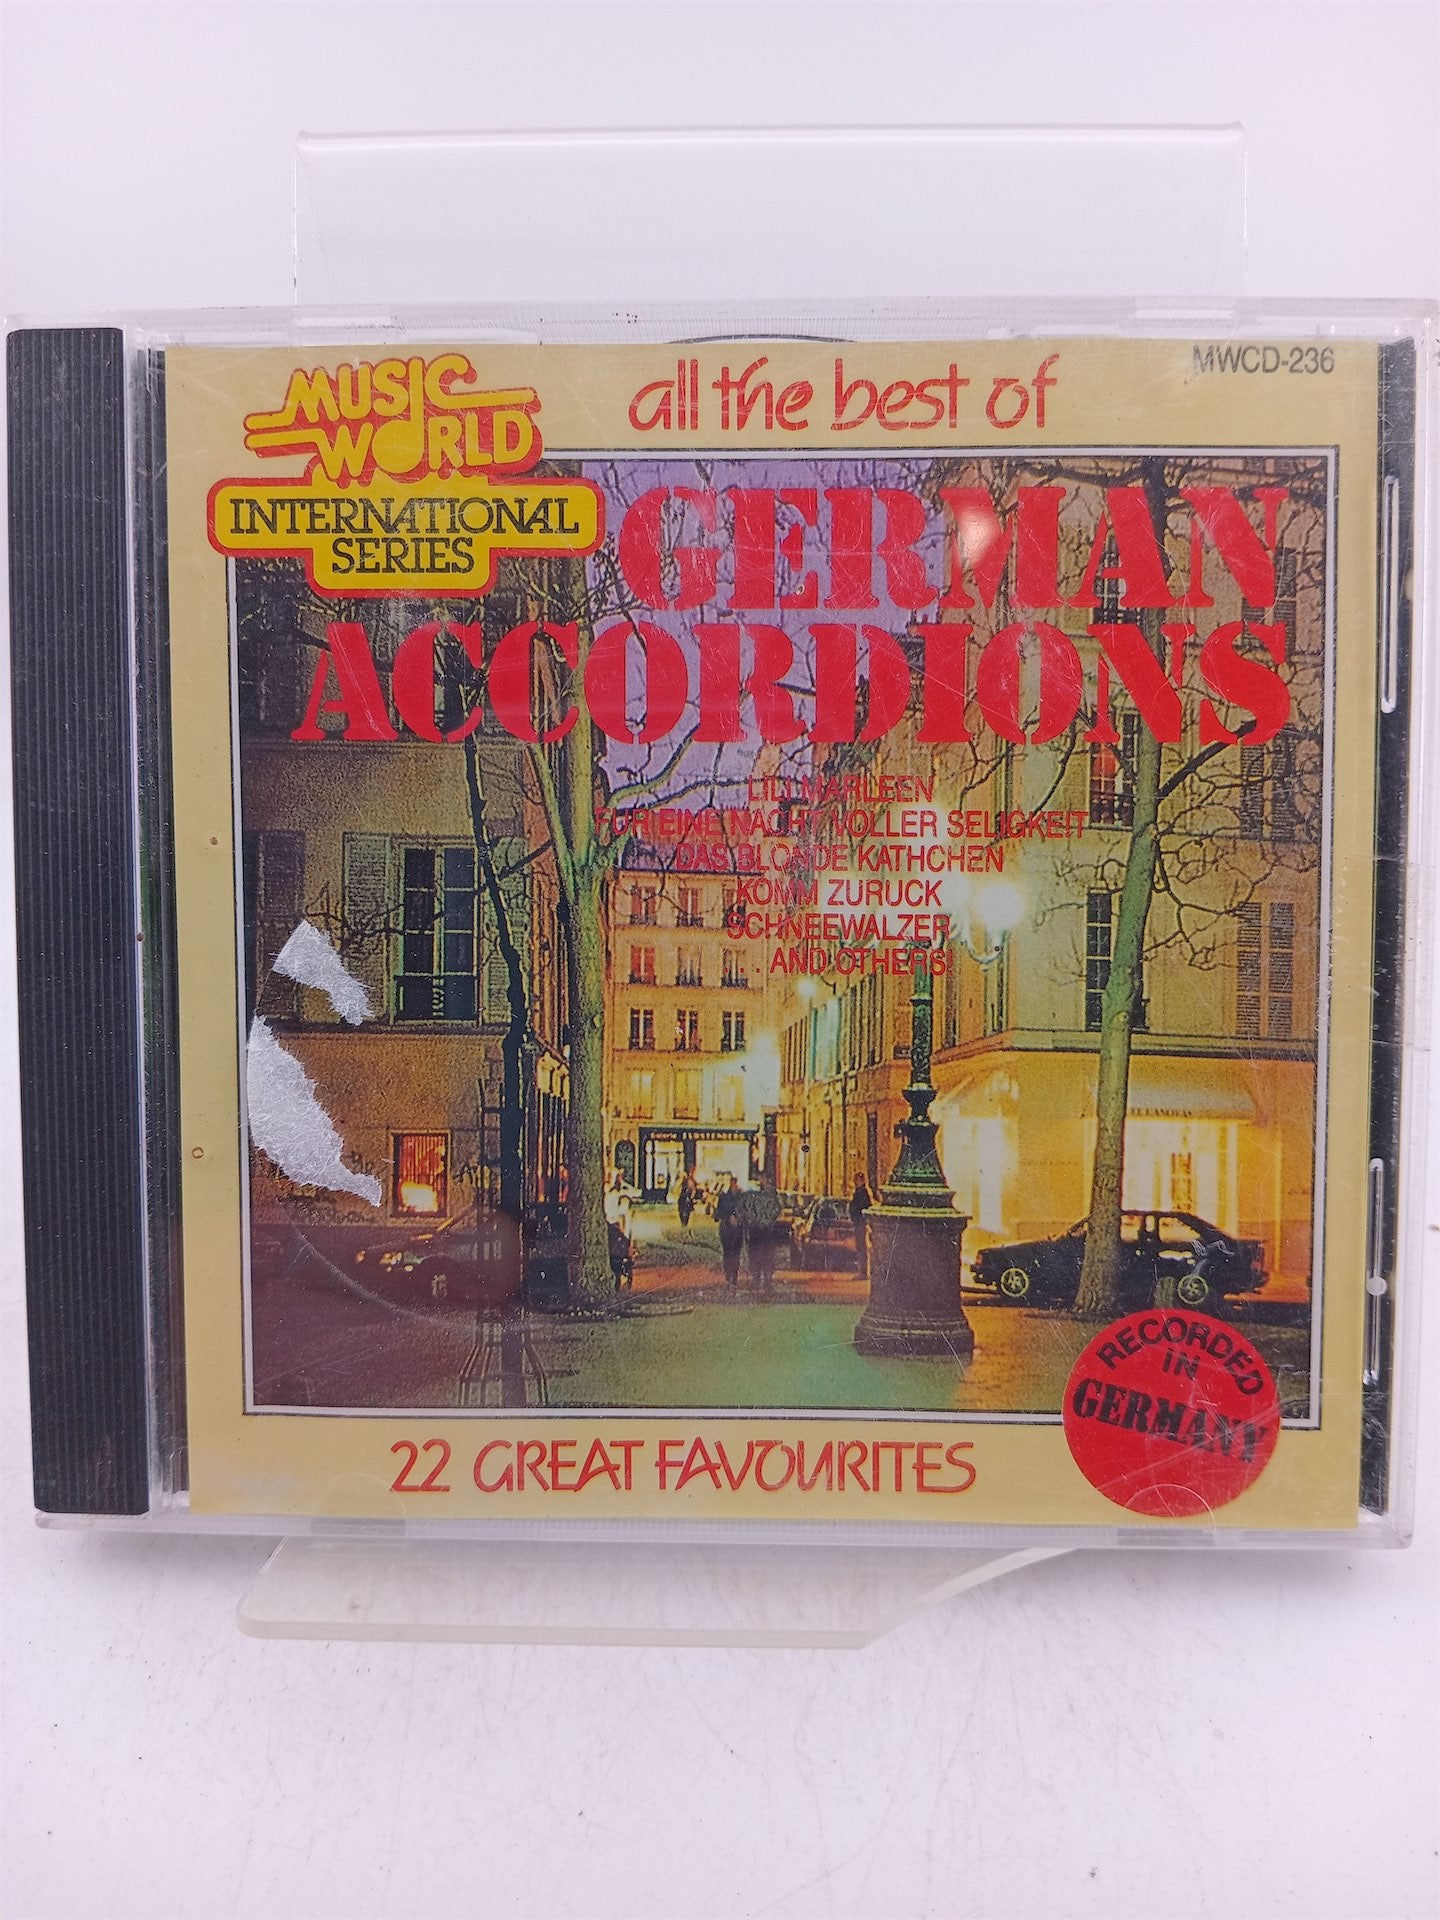 MUSIC
WORLD
INTERNATIONAL
SERIES
all the best of
MWCD-236
GERMAN
ACCORDIONS
LILI MARLEEN
FUR EINE NACHT VOLLER SELIGKEIT
DAS BLONDE KATHCHEN
KOMM ZURUCK
SCHNEEWALZER
... AND OTHERS!
RECORDED
IN
GERMANY
22 GREAT FAVOURITES